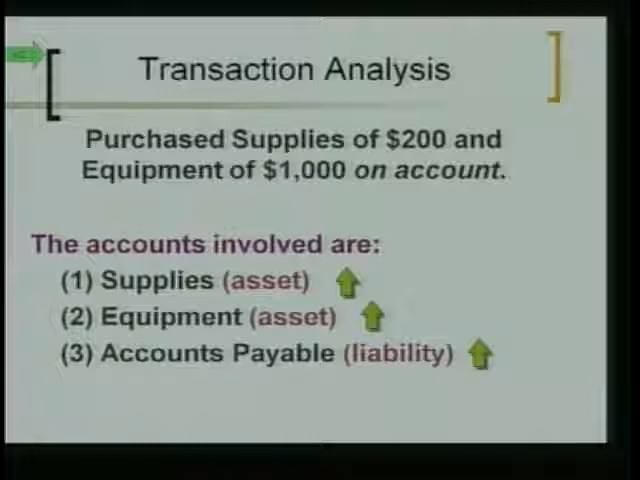 Transaction Analysis
Purchased Supplies of $200 and
Equipment of $1,000 on account.
The accounts involved are:
(1) Supplies (asset)
(2) Equipment (asset)
(3) Accounts Payable (liability)